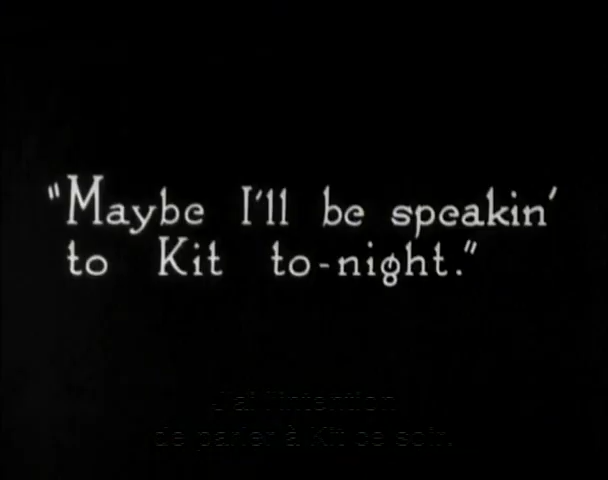 "Maybe I'll be speakin'
to Kit to-night."
J'ai l'intention
de parler à Kit ce soir.